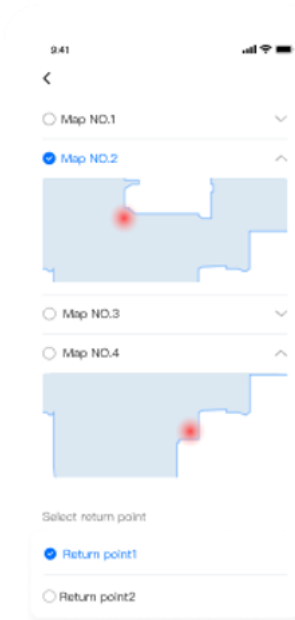 9:41
Map NO.1
Map NO.2
Map NO.3
Map NO.4
Select return point
Return point1
Return point2